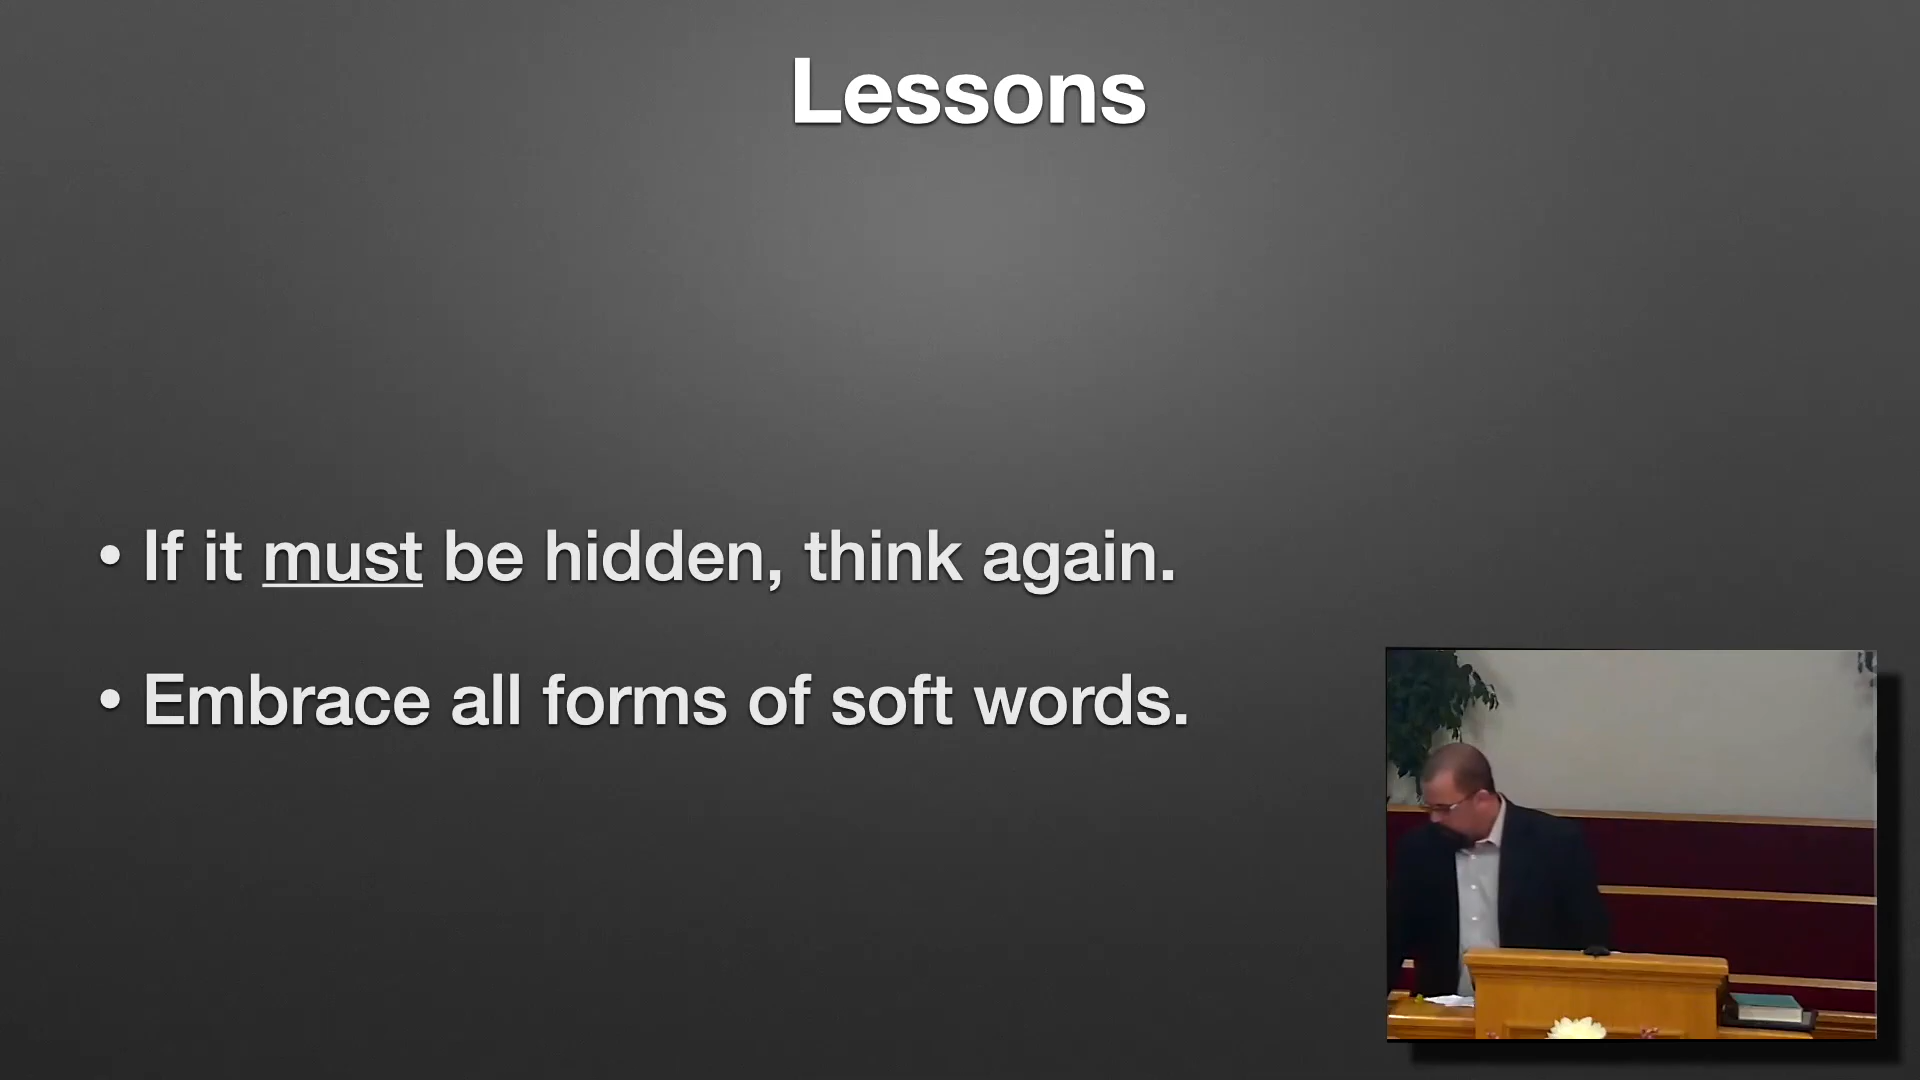 Lessons
• If it must be hidden, think again.
• Embrace all forms of soft words.